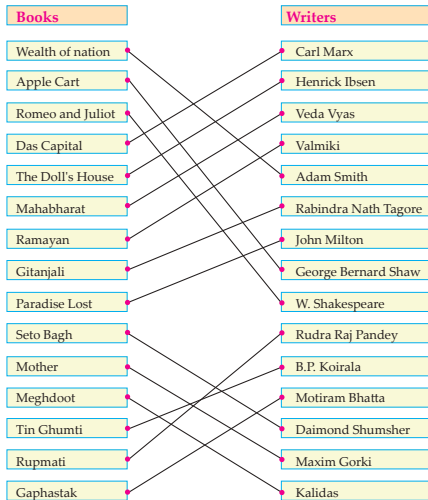 Books
Writers
Wealth of nation
Carl Marx
Apple Cart
Henrick Ibsen
Romeo and Juliot
Veda Vyas
Das Capital
Valmiki
The Doll's House
Adam Smith
Mahabharat
Rabindra Nath Tagore
Ramayan
John Milton
Gitanjali
George Bernard Shaw
Paradise Lost
W. Shakespeare
Seto Bagh
Rudra Raj Pandey
Mother
B.P. Koirala
Meghdoot
Motiram Bhatta
Tin Ghumti
Daimond Shumsher
Rupmati
Maxim Gorki
Gaphastak
Kalidas